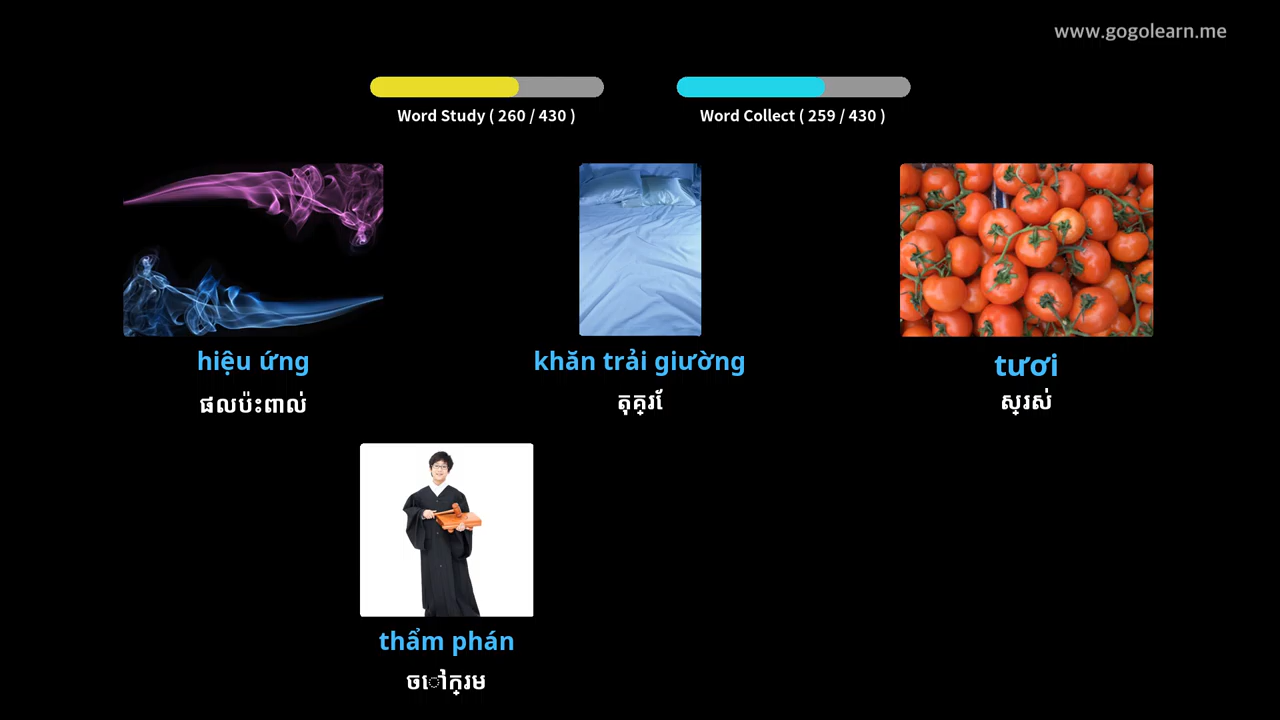 www.gogolearn.me
Word Study ( 260 / 430 )
Word Collect ( 259 / 430 )
hiệu ứng
khăn trải giường
tươi
ផលប៉ះពាល់
តុគ្រែ
ស្រស់
thẩm phán
ចៅក្រម